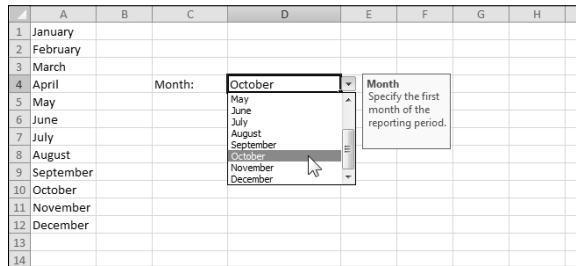 A B C D E F G H
1 January
2 February
3 March
4 April Month: October Month
Specify the first
month of the
reporting period.
5 May May
June
6 June July
7 July August
September
8 August October
9 September November
December
10 October
11 November
12 December
13
14